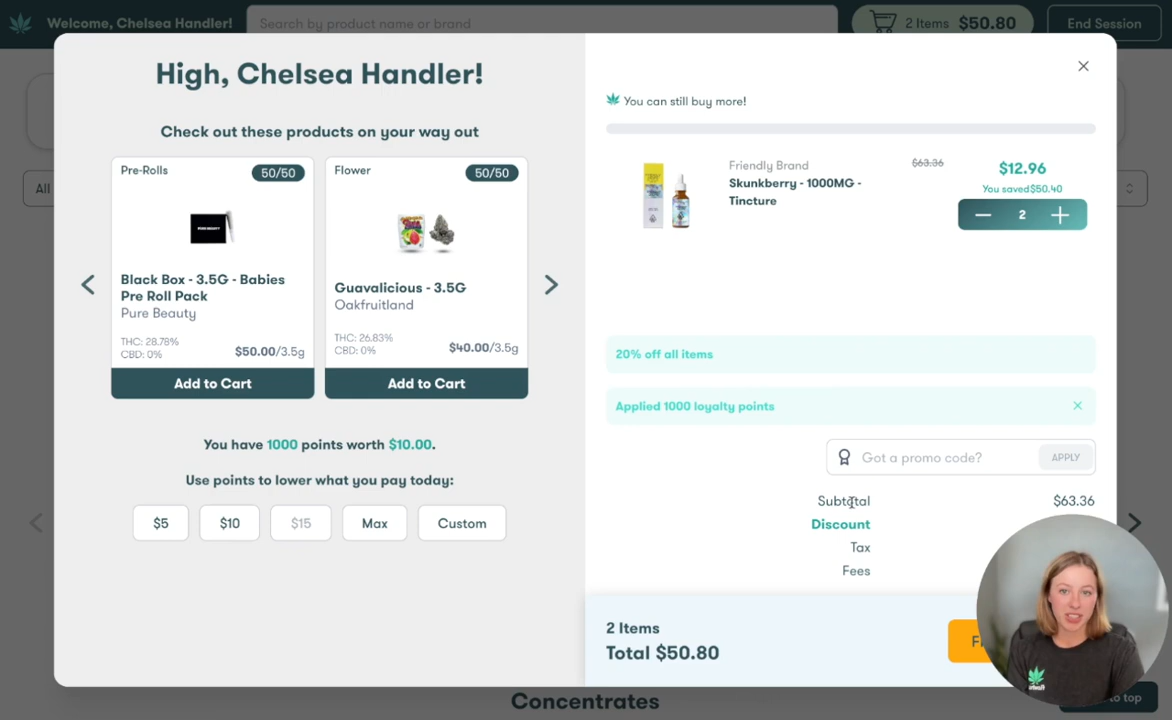 Welcome, Chelsea Handler!
Search by product name or brand
2 Items $50.80
End Session
High, Chelsea Handler!
Check out these products on your way out
Pre-Rolls
50/50
Black Box - 3.5G - Babies
Pre Roll Pack
Pure Beauty
THC: 28.78%
CBD: 0%
$50.00/3.5g
Add to Cart
Flower
50/50
Guavalicious - 3.5G
Oakfruitland
THC: 26.83%
CBD: 0%
$40.00/3.5g
Add to Cart
You have 1000 points worth $10.00.
Use points to lower what you pay today:
$5
$10
$15
Max
Custom
You can still buy more!
Friendly Brand
Skunkberry - 1000MG -
Tincture
$63.36
$12.96
You saved$50.40
2
20% off all items
Applied 1000 loyalty points
Got a promo code?
APPLY
Subtotal
$63.36
Discount
Tax
Fees
2 Items
Total $50.80
All
Concentrates
to top